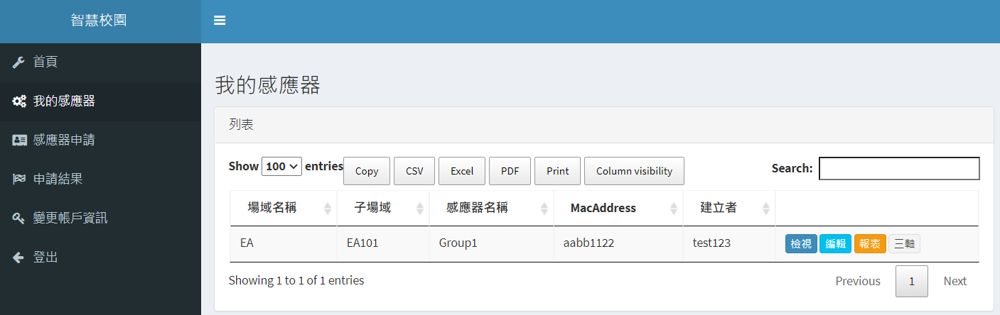 智慧校園
首頁
我的感應器
感應器申請
申請結果
變更帳戶資訊
登出
我的感應器
列表
Show 100 entries Copy CSV Excel PDF Print Column visibility Search:
場域名稱 子場域 感應器名稱 MacAddress 建立者
EA EA101 Group1 aabb1122 test123 檢視 編輯 報表 三軸
Showing 1 to 1 of 1 entries Previous 1 Next